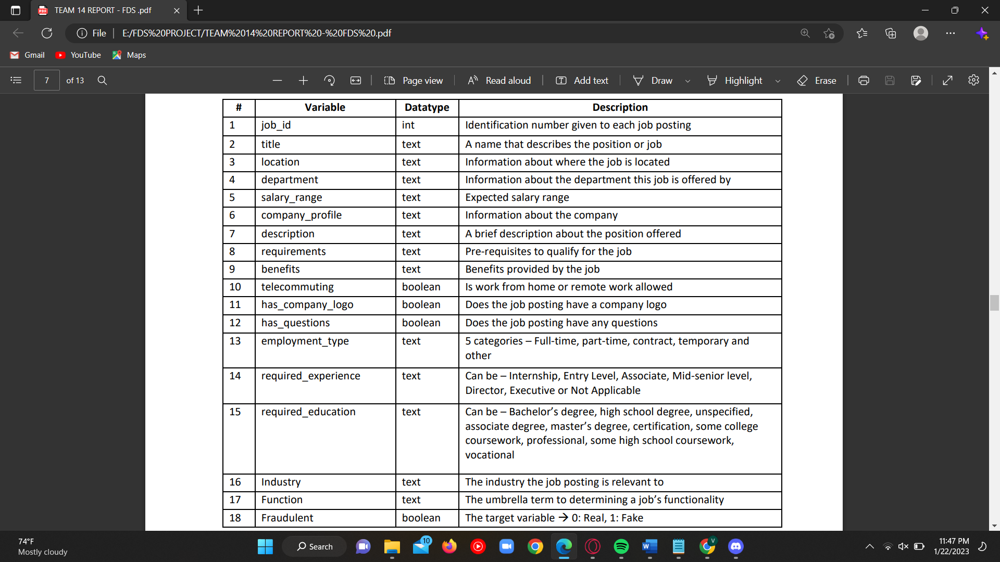 TEAM 14 REPORT - FDS .pdf
File E:/FDS%20PROJECT/TEAM%2014%20REPORT%20-%20FDS%20.pdf
Gmail YouTube Maps
7 of 13 Page view Read aloud Add text Draw Highlight Erase
# Variable Datatype Description
1 job_id int Identification number given to each job posting
2 title text A name that describes the position or job
3 location text Information about where the job is located
4 department text Information about the department this job is offered by
5 salary_range text Expected salary range
6 company_profile text Information about the company
7 description text A brief description about the position offered
8 requirements text Pre-requisites to qualify for the job
9 benefits text Benefits provided by the job
10 telecommuting boolean Is work from home or remote work allowed
11 has_company_logo boolean Does the job posting have a company logo
12 has_questions boolean Does the job posting have any questions
13 employment_type text 5 categories – Full-time, part-time, contract, temporary and
other
14 required_experience text Can be – Internship, Entry Level, Associate, Mid-senior level,
Director, Executive or Not Applicable
15 required_education text Can be – Bachelor’s degree, high school degree, unspecified,
associate degree, master’s degree, certification, some college
coursework, professional, some high school coursework,
vocational
16 Industry text The industry the job posting is relevant to
17 Function text The umbrella term to determining a job’s functionality
18 Fraudulent boolean The target variable → 0: Real, 1: Fake
74°F
Mostly cloudy
Search
10
V
11:47 PM
1/22/2023